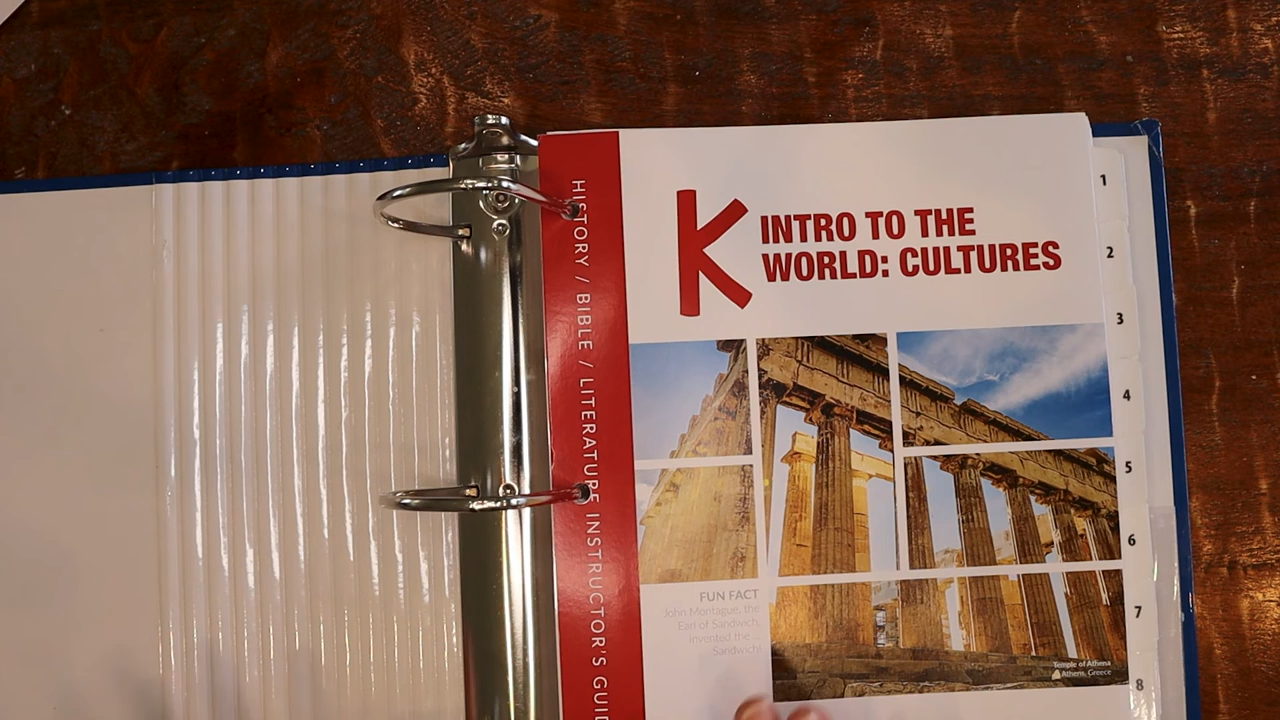 HISTORY / BIBLE / LITERATURE INSTRUCTOR'S GUID
K
INTRO TO THE
WORLD: CULTURES
FUN FACT
John Montague, the
Earl of Sandwich,
invented the ...
Sandwich!
Temple of Athena
Athens, Greece
1
2
3
4
5
6
7
8